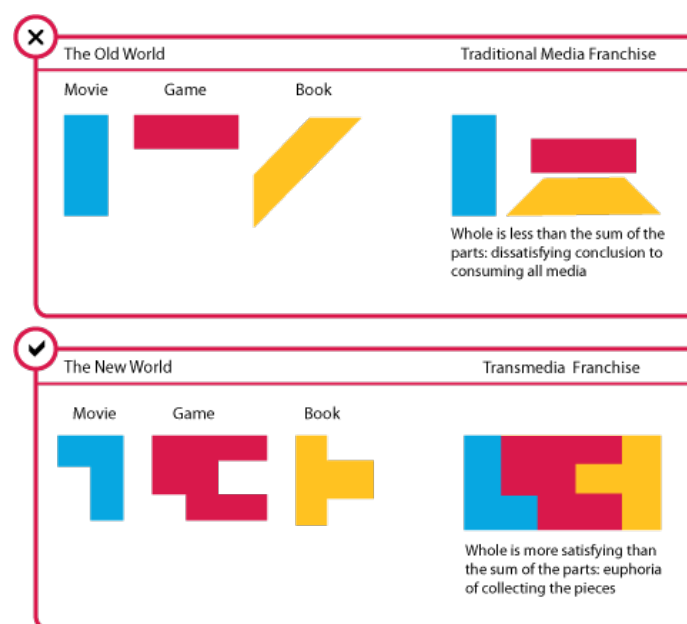 The Old World
Traditional Media Franchise
Movie
Game
Book
Whole is less than the sum of the
parts: dissatisfying conclusion to
consuming all media
The New World
Transmedia Franchise
Movie
Game
Book
Whole is more satisfying than
the sum of the parts: euphoria
of collecting the pieces